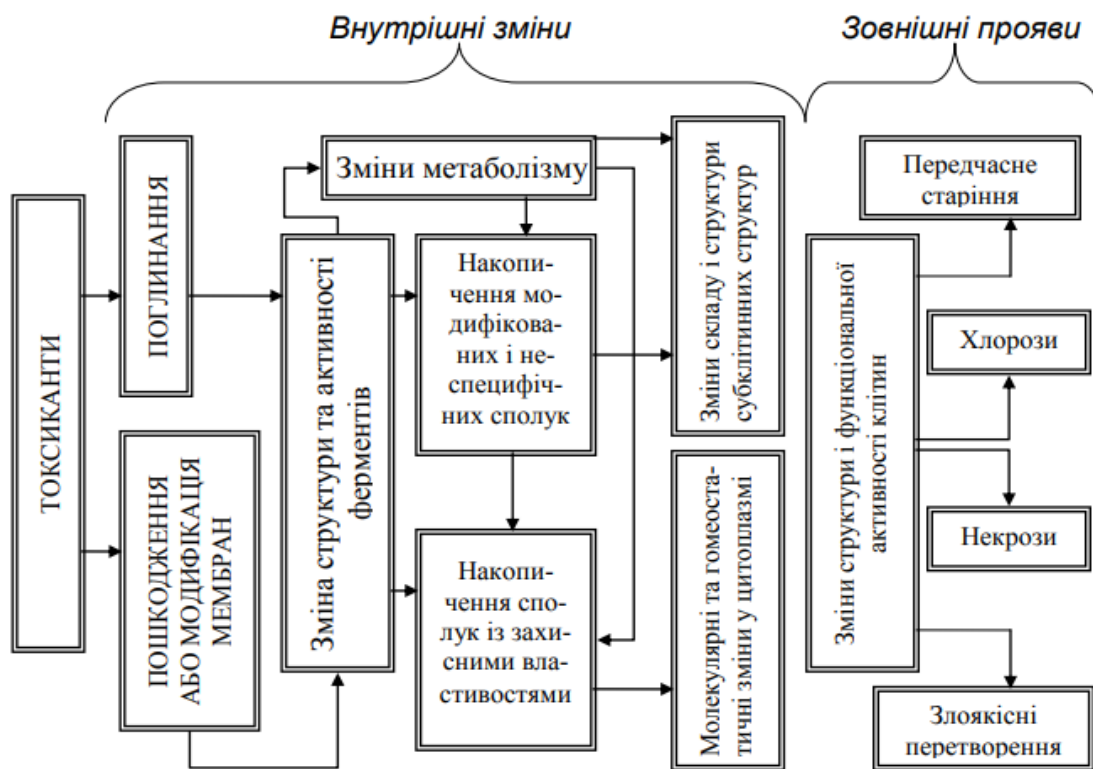 Внутрішні зміни
Зовнішні прояви
ТОКСИКАНТИ
ПОГЛИНАННЯ
ПОШКОДЖЕННЯ
АБО МОДИФІКАЦІЯ
МЕМБРАН
Зміна структури та активності
ферментів
Зміни метаболізму
Накопи-
чення мо-
дифікова-
них і не-
специфіч-
них сполук
Накопи-
чення спо-
лук із захи-
сними вла-
стивостями
Зміни складу і структури
субклітинних структур
Молекулярні та гомеоста-
тичні зміни у цитоплазмі
Зміни структури і функціональної
активності клітин
Передчасне
старіння
Хлорози
Некрози
Злоякісні
перетворення